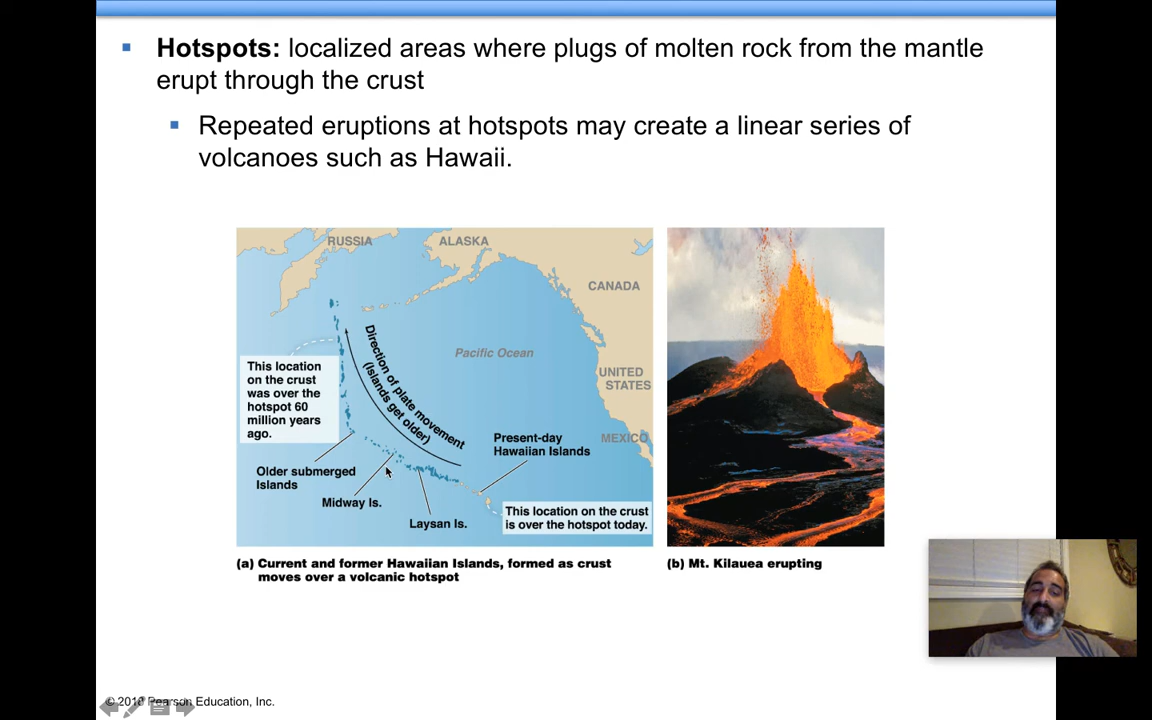 Hotspots: localized areas where plugs of molten rock from the mantle
erupt through the crust
Repeated eruptions at hotspots may create a linear series of
volcanoes such as Hawaii.
RUSSIA
ALASKA
CANADA
Pacific Ocean
UNITED
STATES
MEXICO
Direction of plate movement
(islands get older)
This location
on the crust
was over the
hotspot 60
million years
ago.
Present-day
Hawaiian Islands
Older submerged
Islands
Midway Is.
Laysan Is.
This location on the crust
is over the hotspot today.
(a) Current and former Hawaiian Islands, formed as crust
moves over a volcanic hotspot
(b) Mt. Kilauea erupting
Pearson Education, Inc.